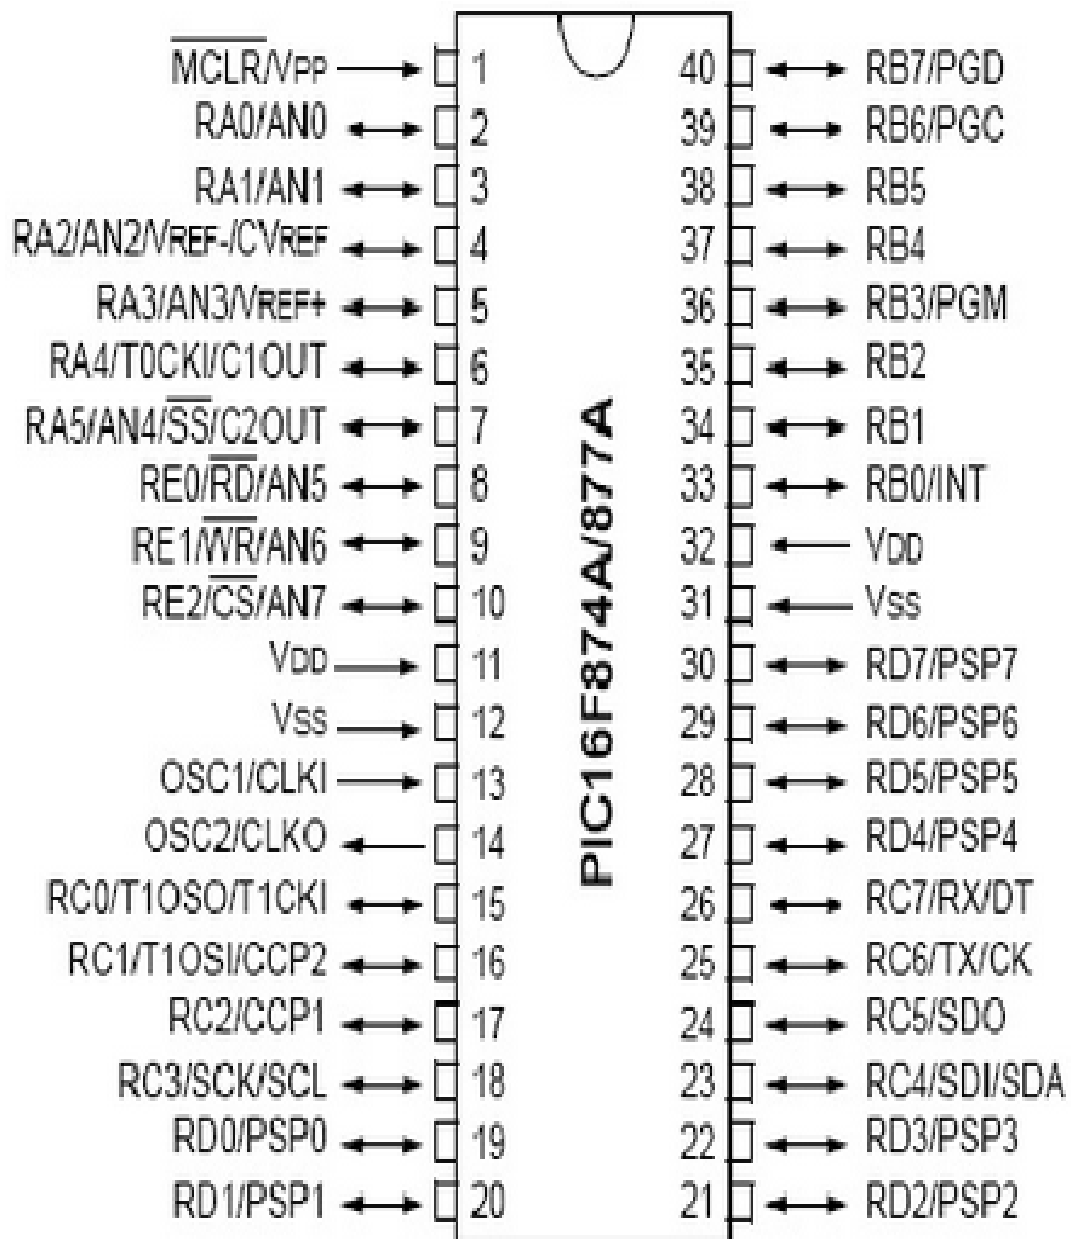 MCLR/VPP 1 40 RB7/PGD
RA0/AN0 2 39 RB6/PGC
RA1/AN1 3 38 RB5
RA2/AN2/VREF-/CVREF 4 37 RB4
RA3/AN3/VREF+ 5 36 RB3/PGM
RA4/T0CKI/C1OUT 6 35 RB2
RA5/AN4/SS/C2OUT 7 34 RB1
RE0/RD/AN5 8 33 RB0/INT
RE1/WR/AN6 9 32 VDD
RE2/CS/AN7 10 31 VSS
VDD 11 30 RD7/PSP7
VSS 12 29 RD6/PSP6
OSC1/CLKI 13 28 RD5/PSP5
OSC2/CLKO 14 27 RD4/PSP4
RC0/T1OSO/T1CKI 15 26 RC7/RX/DT
RC1/T1OSI/CCP2 16 25 RC6/TX/CK
RC2/CCP1 17 24 RC5/SDO
RC3/SCK/SCL 18 23 RC4/SDI/SDA
RD0/PSP0 19 22 RD3/PSP3
RD1/PSP1 20 21 RD2/PSP2
PIC16F874A/877A